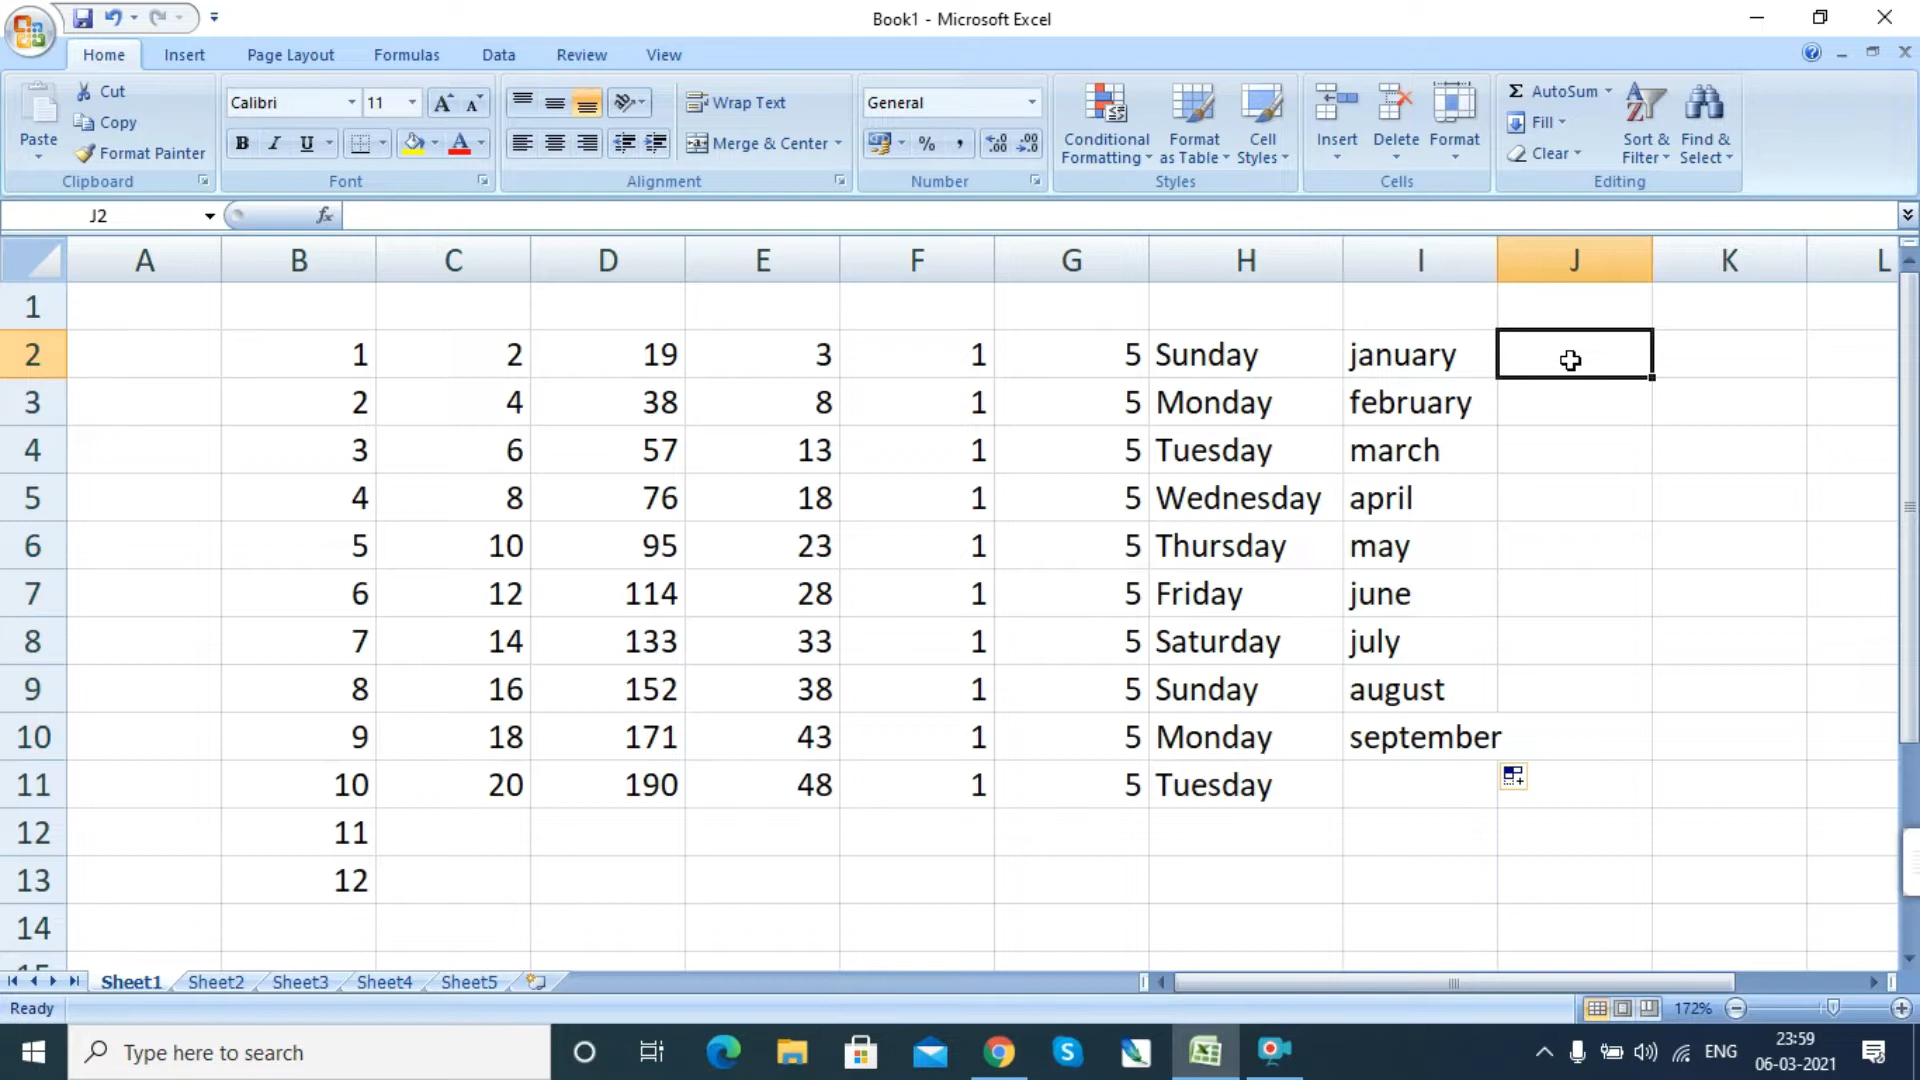 Book1 - Microsoft Excel
Home Insert Page Layout Formulas Data Review View
Paste Cut Copy Format Painter Clipboard
Calibri 11 A A B I U A Font
Wrap Text Merge & Center Alignment
General % , .0 .00 .00 .0 Number
Conditional Formatting Format as Table Cell Styles Styles
Insert Delete Format Cells
Σ AutoSum Fill Clear Sort & Filter Find & Select Editing
J2 fx
A B C D E F G H I J K L
1
2 1 2 19 3 1 5 Sunday january
3 2 4 38 8 1 5 Monday february
4 3 6 57 13 1 5 Tuesday march
5 4 8 76 18 1 5 Wednesday april
6 5 10 95 23 1 5 Thursday may
7 6 12 114 28 1 5 Friday june
8 7 14 133 33 1 5 Saturday july
9 8 16 152 38 1 5 Sunday august
10 9 18 171 43 1 5 Monday september
11 10 20 190 48 1 5 Tuesday
12 11
13 12
14
15
Sheet1 Sheet2 Sheet3 Sheet4 Sheet5
Ready 172%
Type here to search ENG 23:59
06-03-2021